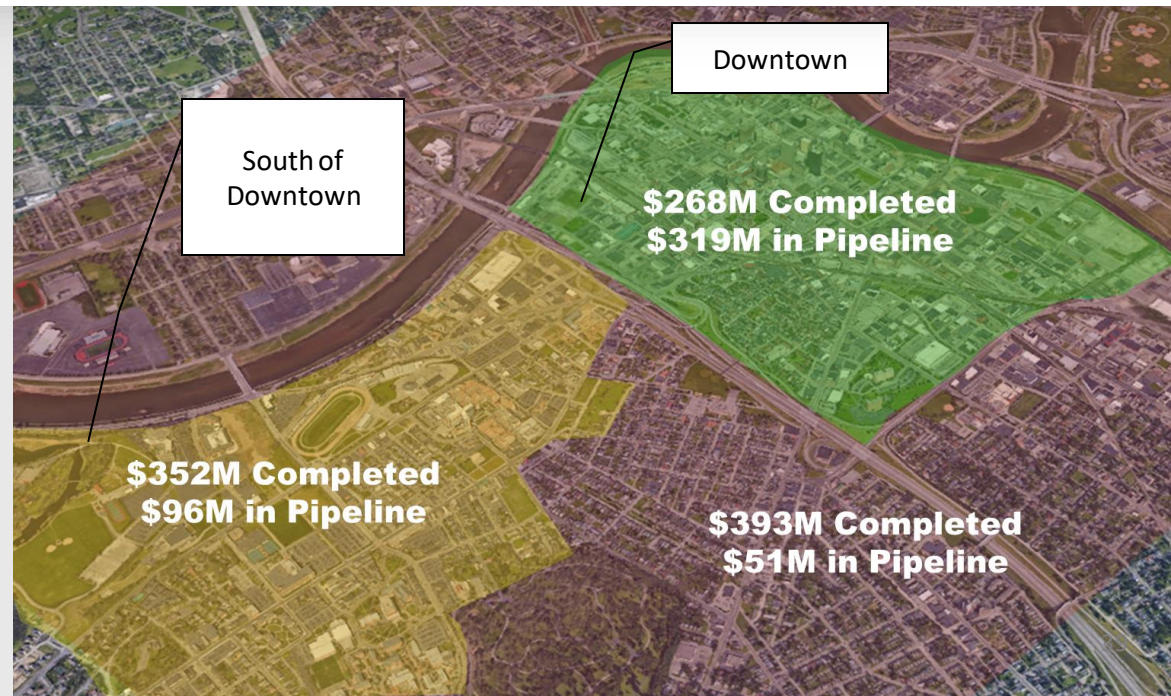 Downtown
South of
Downtown
$268M Completed
$319M in Pipeline
$352M Completed
$96M in Pipeline
$393M Completed
$51M in Pipeline